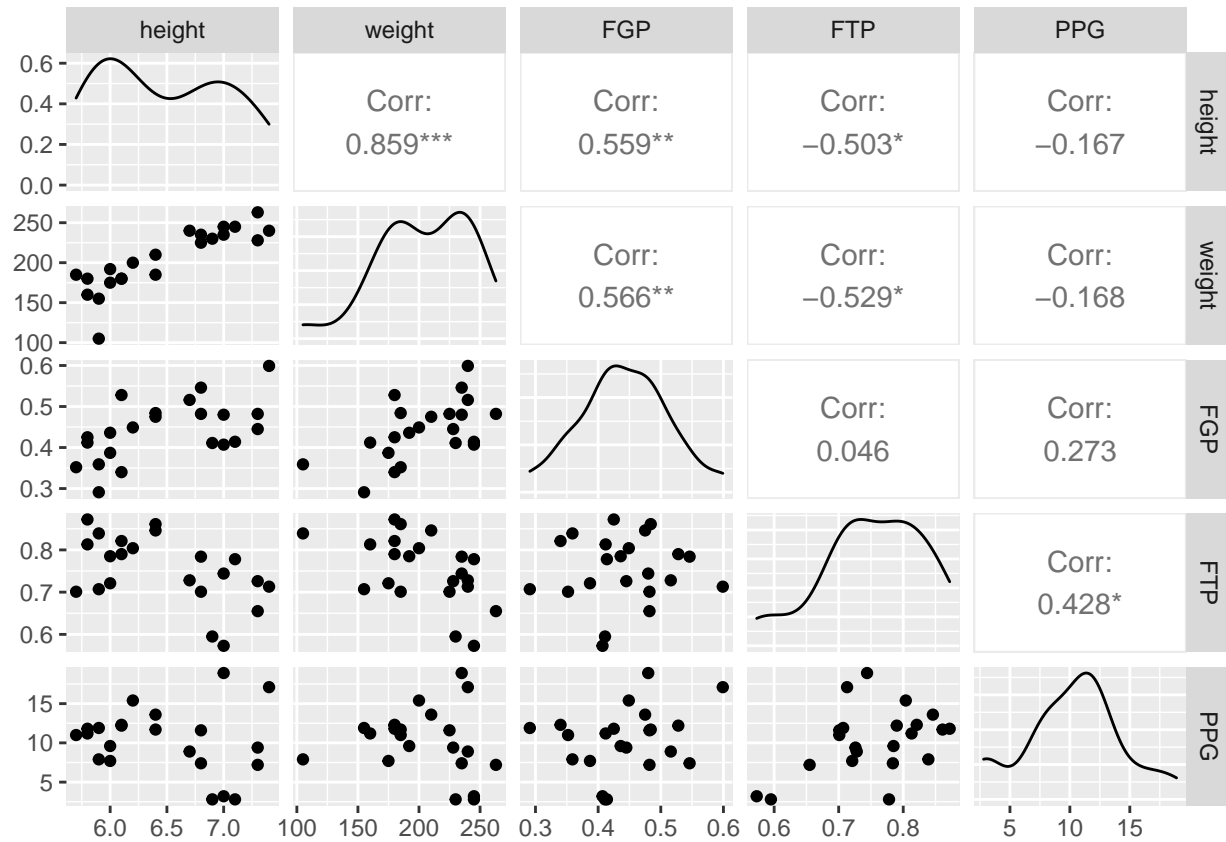 height weight FGP FTP PPG
0.6
0.4
0.2
0.0
Corr:
0.859***
Corr:
0.559**
Corr:
−0.503*
Corr:
−0.167
height
250
200
150
100
Corr:
0.566**
Corr:
−0.529*
Corr:
−0.168
weight
0.6
0.5
0.4
0.3
Corr:
0.046
Corr:
0.273
FGP
0.8
0.7
0.6
Corr:
0.428*
FTP
15
10
5
PPG
6.0 6.5 7.0 100 150 200 250 0.3 0.4 0.5 0.6 0.6 0.7 0.8 5 10 15